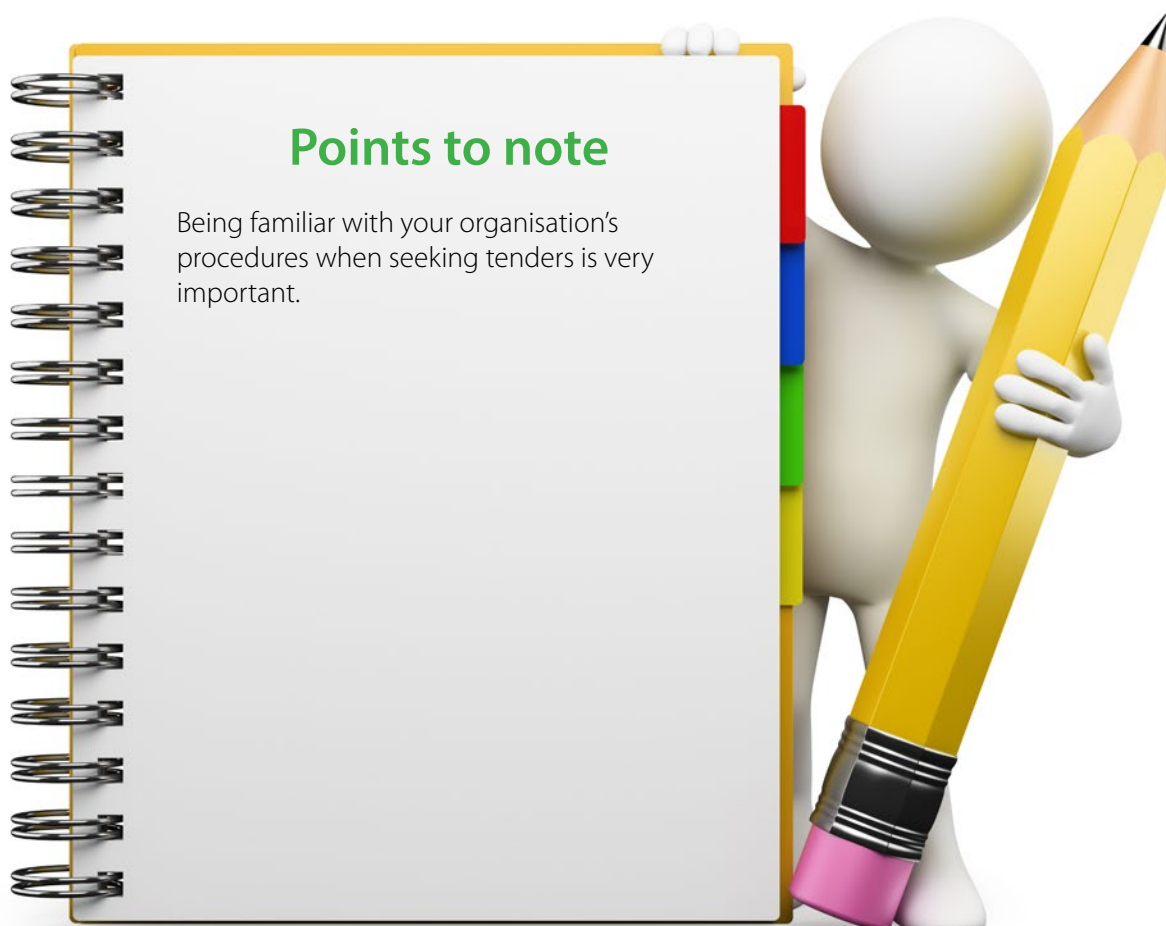 Points to note
Being familiar with your organisation’s
procedures when seeking tenders is very
important.